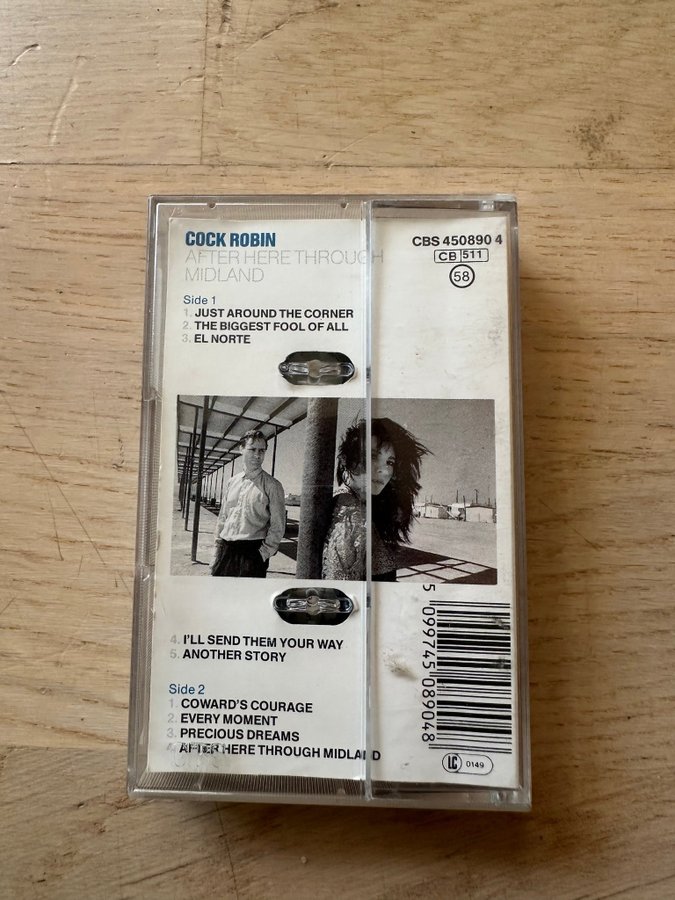 COCK ROBIN
AFTER HERE THROUGH
MIDLAND
CBS 450890 4
CB 511
58
Side 1
1. JUST AROUND THE CORNER
2. THE BIGGEST FOOL OF ALL
3. EL NORTE
4. I'LL SEND THEM YOUR WAY
5. ANOTHER STORY
Side 2
1. COWARD'S COURAGE
2. EVERY MOMENT
3. PRECIOUS DREAMS
4. AFTER HERE THROUGH MIDLAND
5 099745 089048
LC 0149